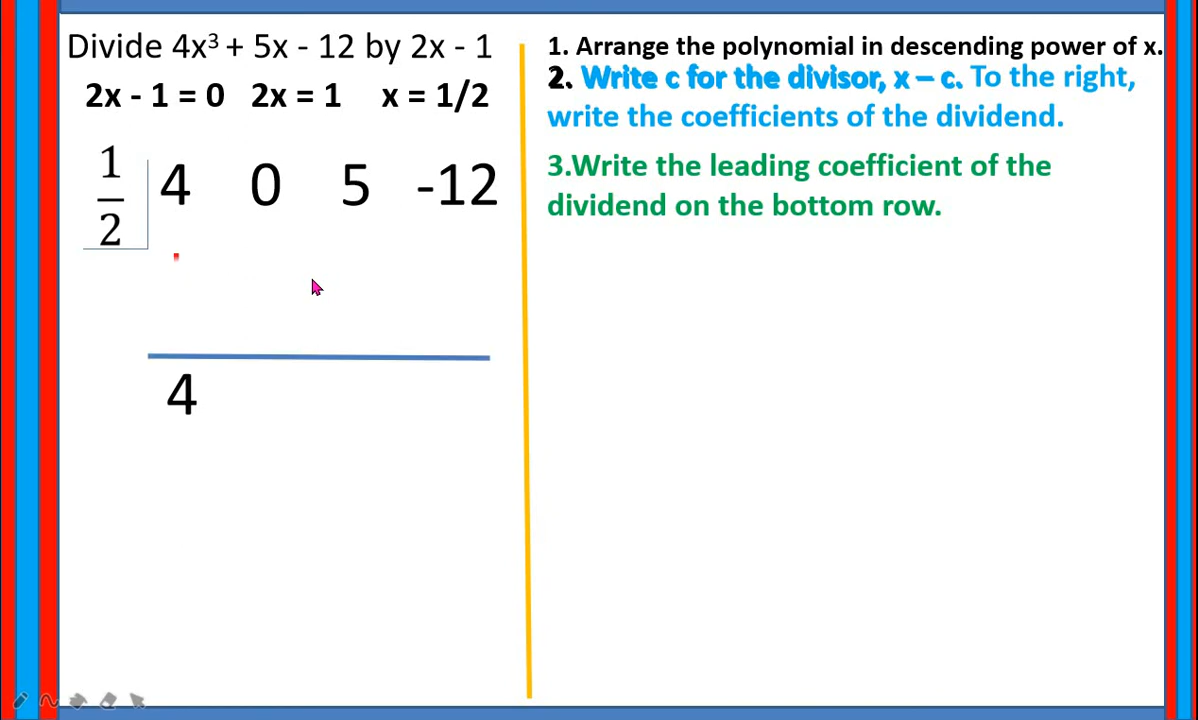 Divide 4x³ + 5x - 12 by 2x - 1
2x - 1 = 0 2x = 1 x = 1/2
1
2
4 0 5 -12
4
1. Arrange the polynomial in descending power of x.
2. Write c for the divisor, x – c. To the right,
write the coefficients of the dividend.
3.Write the leading coefficient of the
dividend on the bottom row.